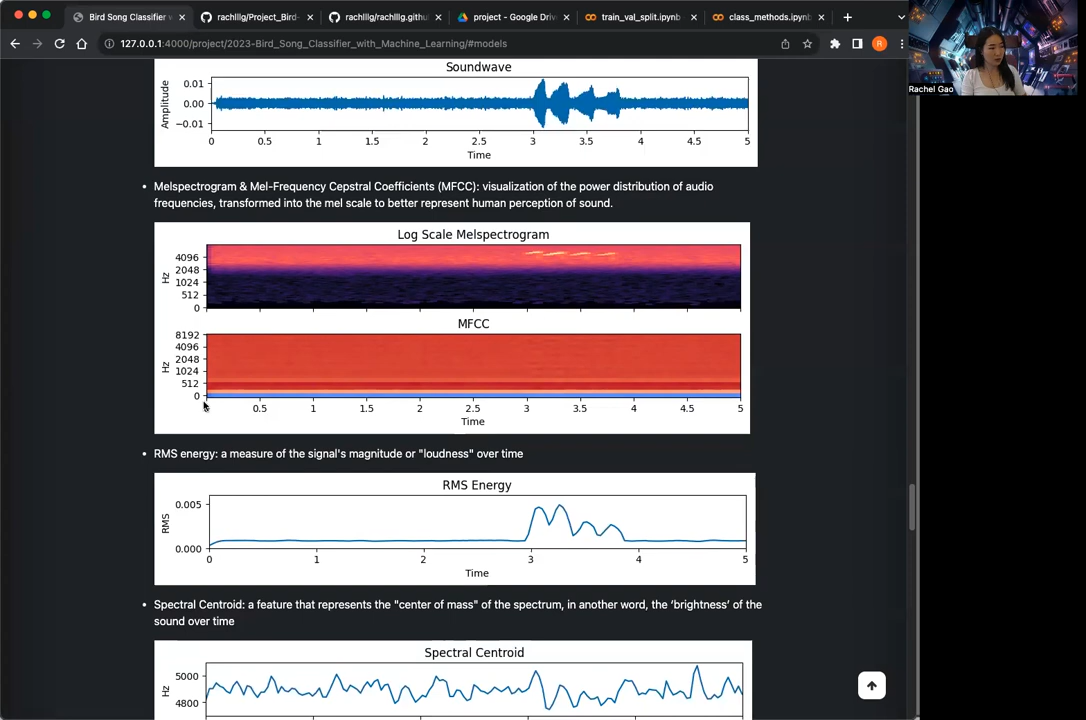 Bird Song Classifier w
rachlllg/Project_Bird-
rachlllg/rachlllg.githu
project - Google Driv
train_val_split.ipynb
class_methods.ipynb
127.0.0.1:4000/project/2023-Bird_Song_Classifier_with_Machine_Learning/#models
R
Rachel Gao
Soundwave
Amplitude
0.01
0.00
−0.01
0 0.5 1 1.5 2 2.5 3 3.5 4 4.5 5
Time
• Melspectrogram & Mel-Frequency Cepstral Coefficients (MFCC): visualization of the power distribution of audio
frequencies, transformed into the mel scale to better represent human perception of sound.
Log Scale Melspectrogram
Hz
4096
2048
1024
512
0
MFCC
Hz
8192
4096
2048
1024
512
0
0.5 1 1.5 2 2.5 3 3.5 4 4.5 5
Time
• RMS energy: a measure of the signal's magnitude or "loudness" over time
RMS Energy
RMS
0.005
0.000
0 1 2 3 4 5
Time
• Spectral Centroid: a feature that represents the "center of mass" of the spectrum, in another word, the ‘brightness’ of the
sound over time
Spectral Centroid
Hz
5000
4800